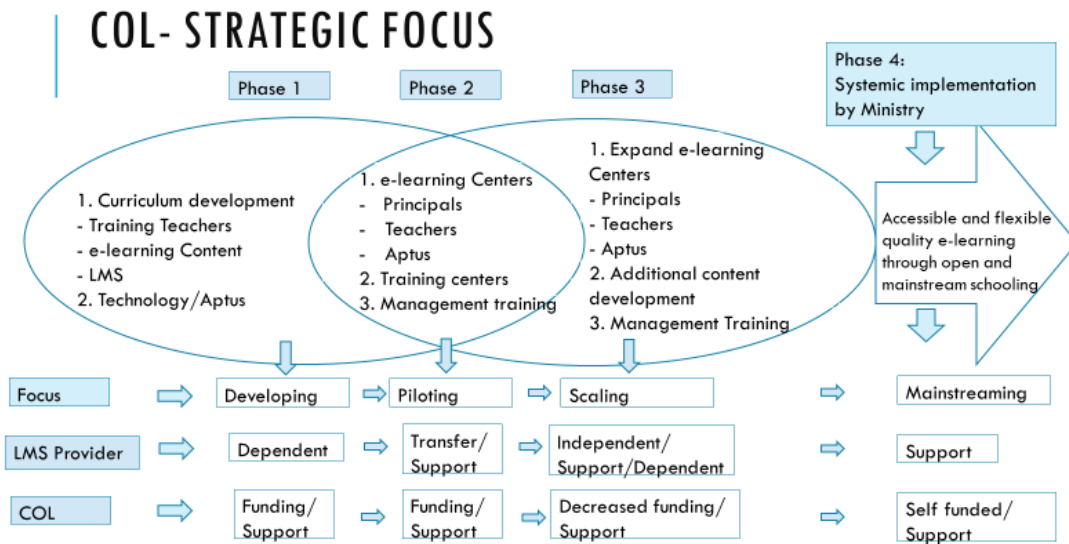 COL- STRATEGIC FOCUS
Phase 1
Phase 2
Phase 3
Phase 4:
Systemic implementation
by Ministry
1. Curriculum development
- Training Teachers
- e-learning Content
- LMS
2. Technology/Aptus
1. e-learning Centers
- Principals
- Teachers
- Aptus
2. Training centers
3. Management training
1. Expand e-learning
Centers
- Principals
- Teachers
- Aptus
2. Additional content
development
3. Management Training
Accessible and flexible
quality e-learning
through open and
mainstream schooling
Focus
Developing
Piloting
Scaling
Mainstreaming
LMS Provider
Dependent
Transfer/
Support
Independent/
Support/Dependent
Support
COL
Funding/
Support
Funding/
Support
Decreased funding/
Support
Self funded/
Support